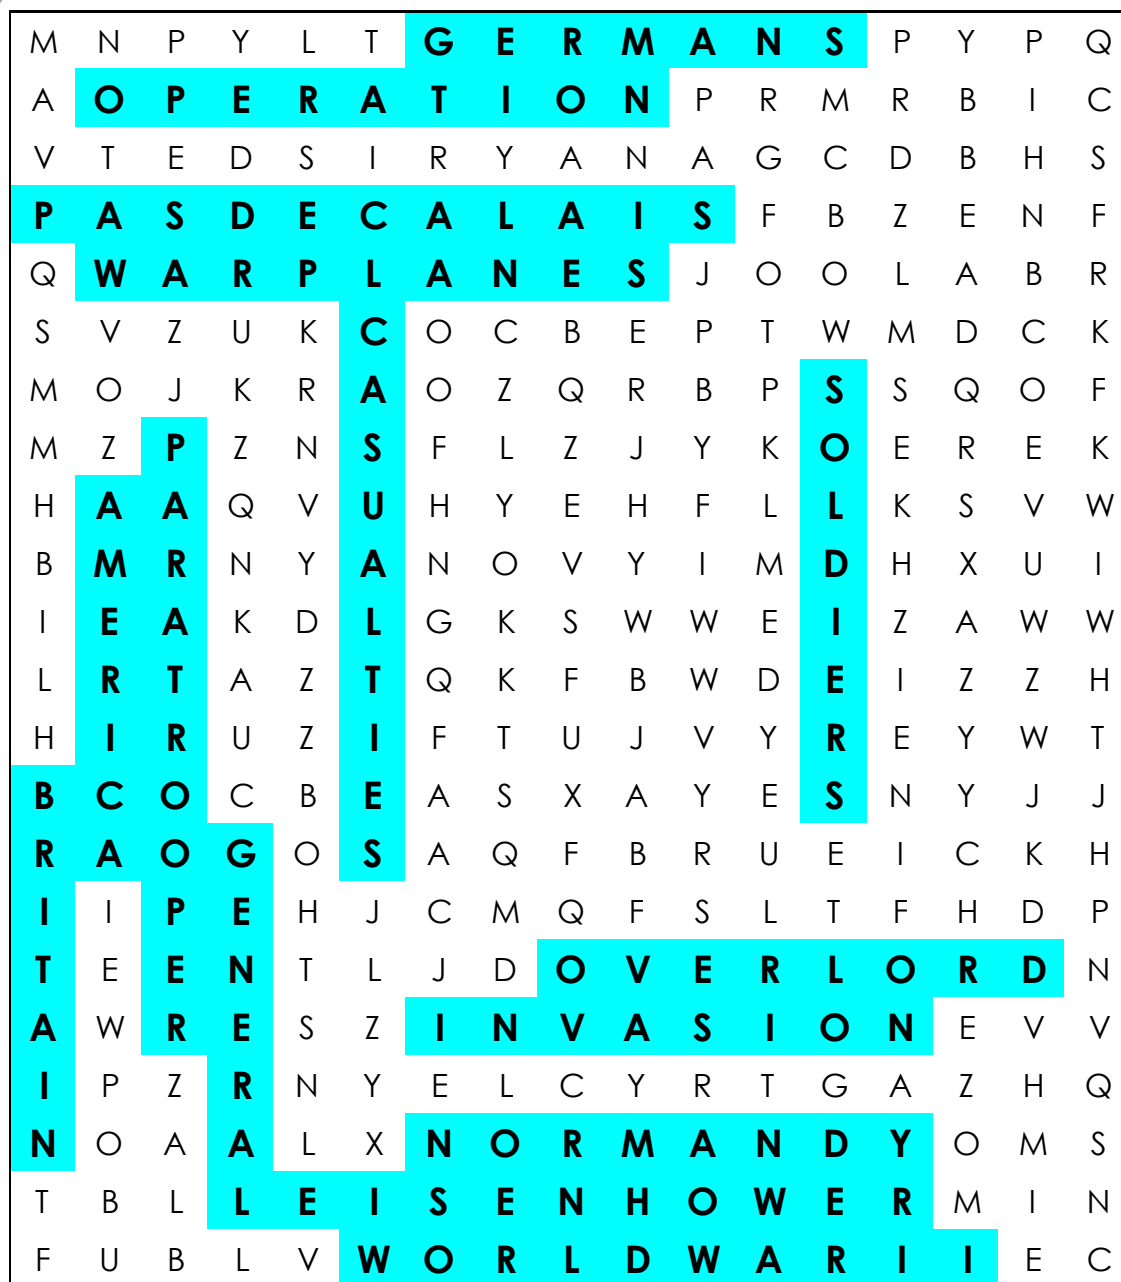 M N P Y L T G E R M A N S P Y P Q
A O P E R A T I O N P R M R B I C
V T E D S I R Y A N A G C D B H S
P A S D E C A L A I S F B Z E N F
Q W A R P L A N E S J O O L A B R
S V Z U K C O C B E P T W M D C K
M O J K R A O Z Q R B P S S Q O F
M Z P Z N S F L Z J Y K O E R E K
H A A Q V U H Y E H F L L K S V W
B M R N Y A N O V Y I M D H X U I
I E A K D L G K S W W E I Z A W W
L R T A Z T Q K F B W D E I Z Z H
H I R U Z I F T U J V Y R E Y W T
B C O C B E A S X A Y E S N Y J J
R A O G O S A Q F B R U E I C K H
I I P E H J C M Q F S L T F H D P
T E E N T L J D O V E R L O R D N
A W R E S Z I N V A S I O N E V V
I P Z R N Y E L C Y R T G A Z H Q
N O A A L X N O R M A N D Y O M S
T B L L E I S E N H O W E R M I N
F U B L V W O R L D W A R I I E C